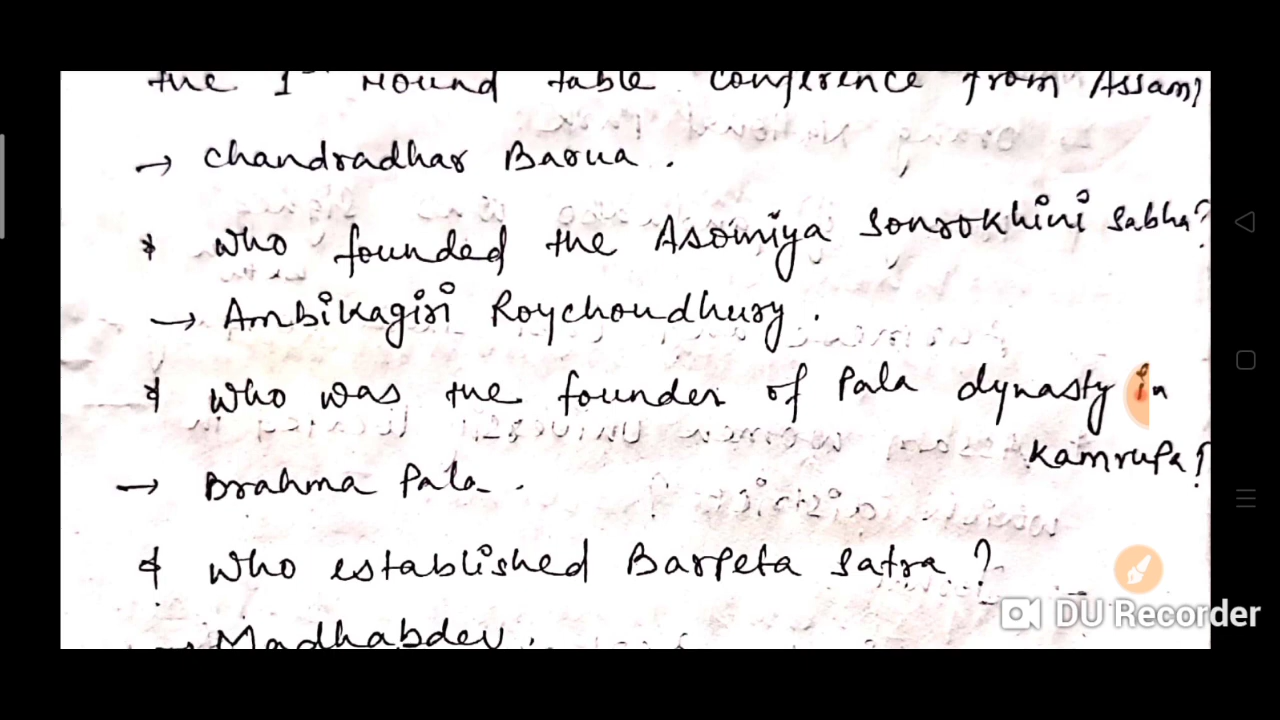 the 1st Round table conference from Assam?
→ Chandradhar Barua .
* Who founded the Asomiya Sonrokhini Sabha?
→ Ambikagiri Roychoudhury .
* Who was the founder of Pala dynasty in
Kamrupa?
→ Brahma Pala .
* Who established Barpeta Satra ?
→ Madhabdev .
DU Recorder